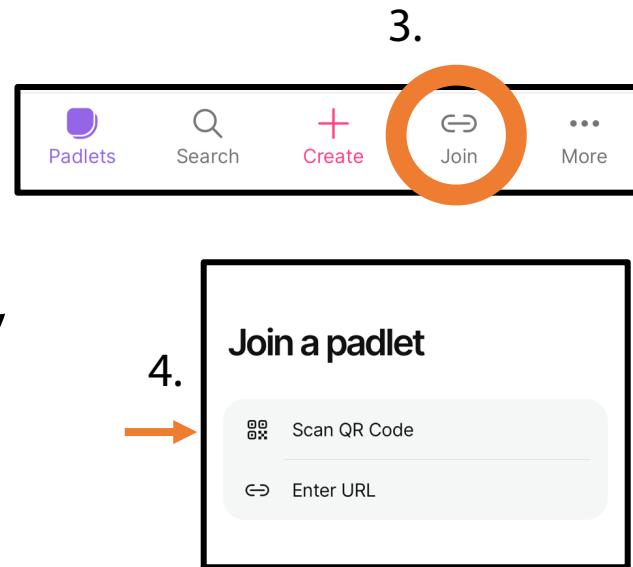 3.
Padlets Search Create Join More
4.
Join a padlet
Scan QR Code
Enter URL